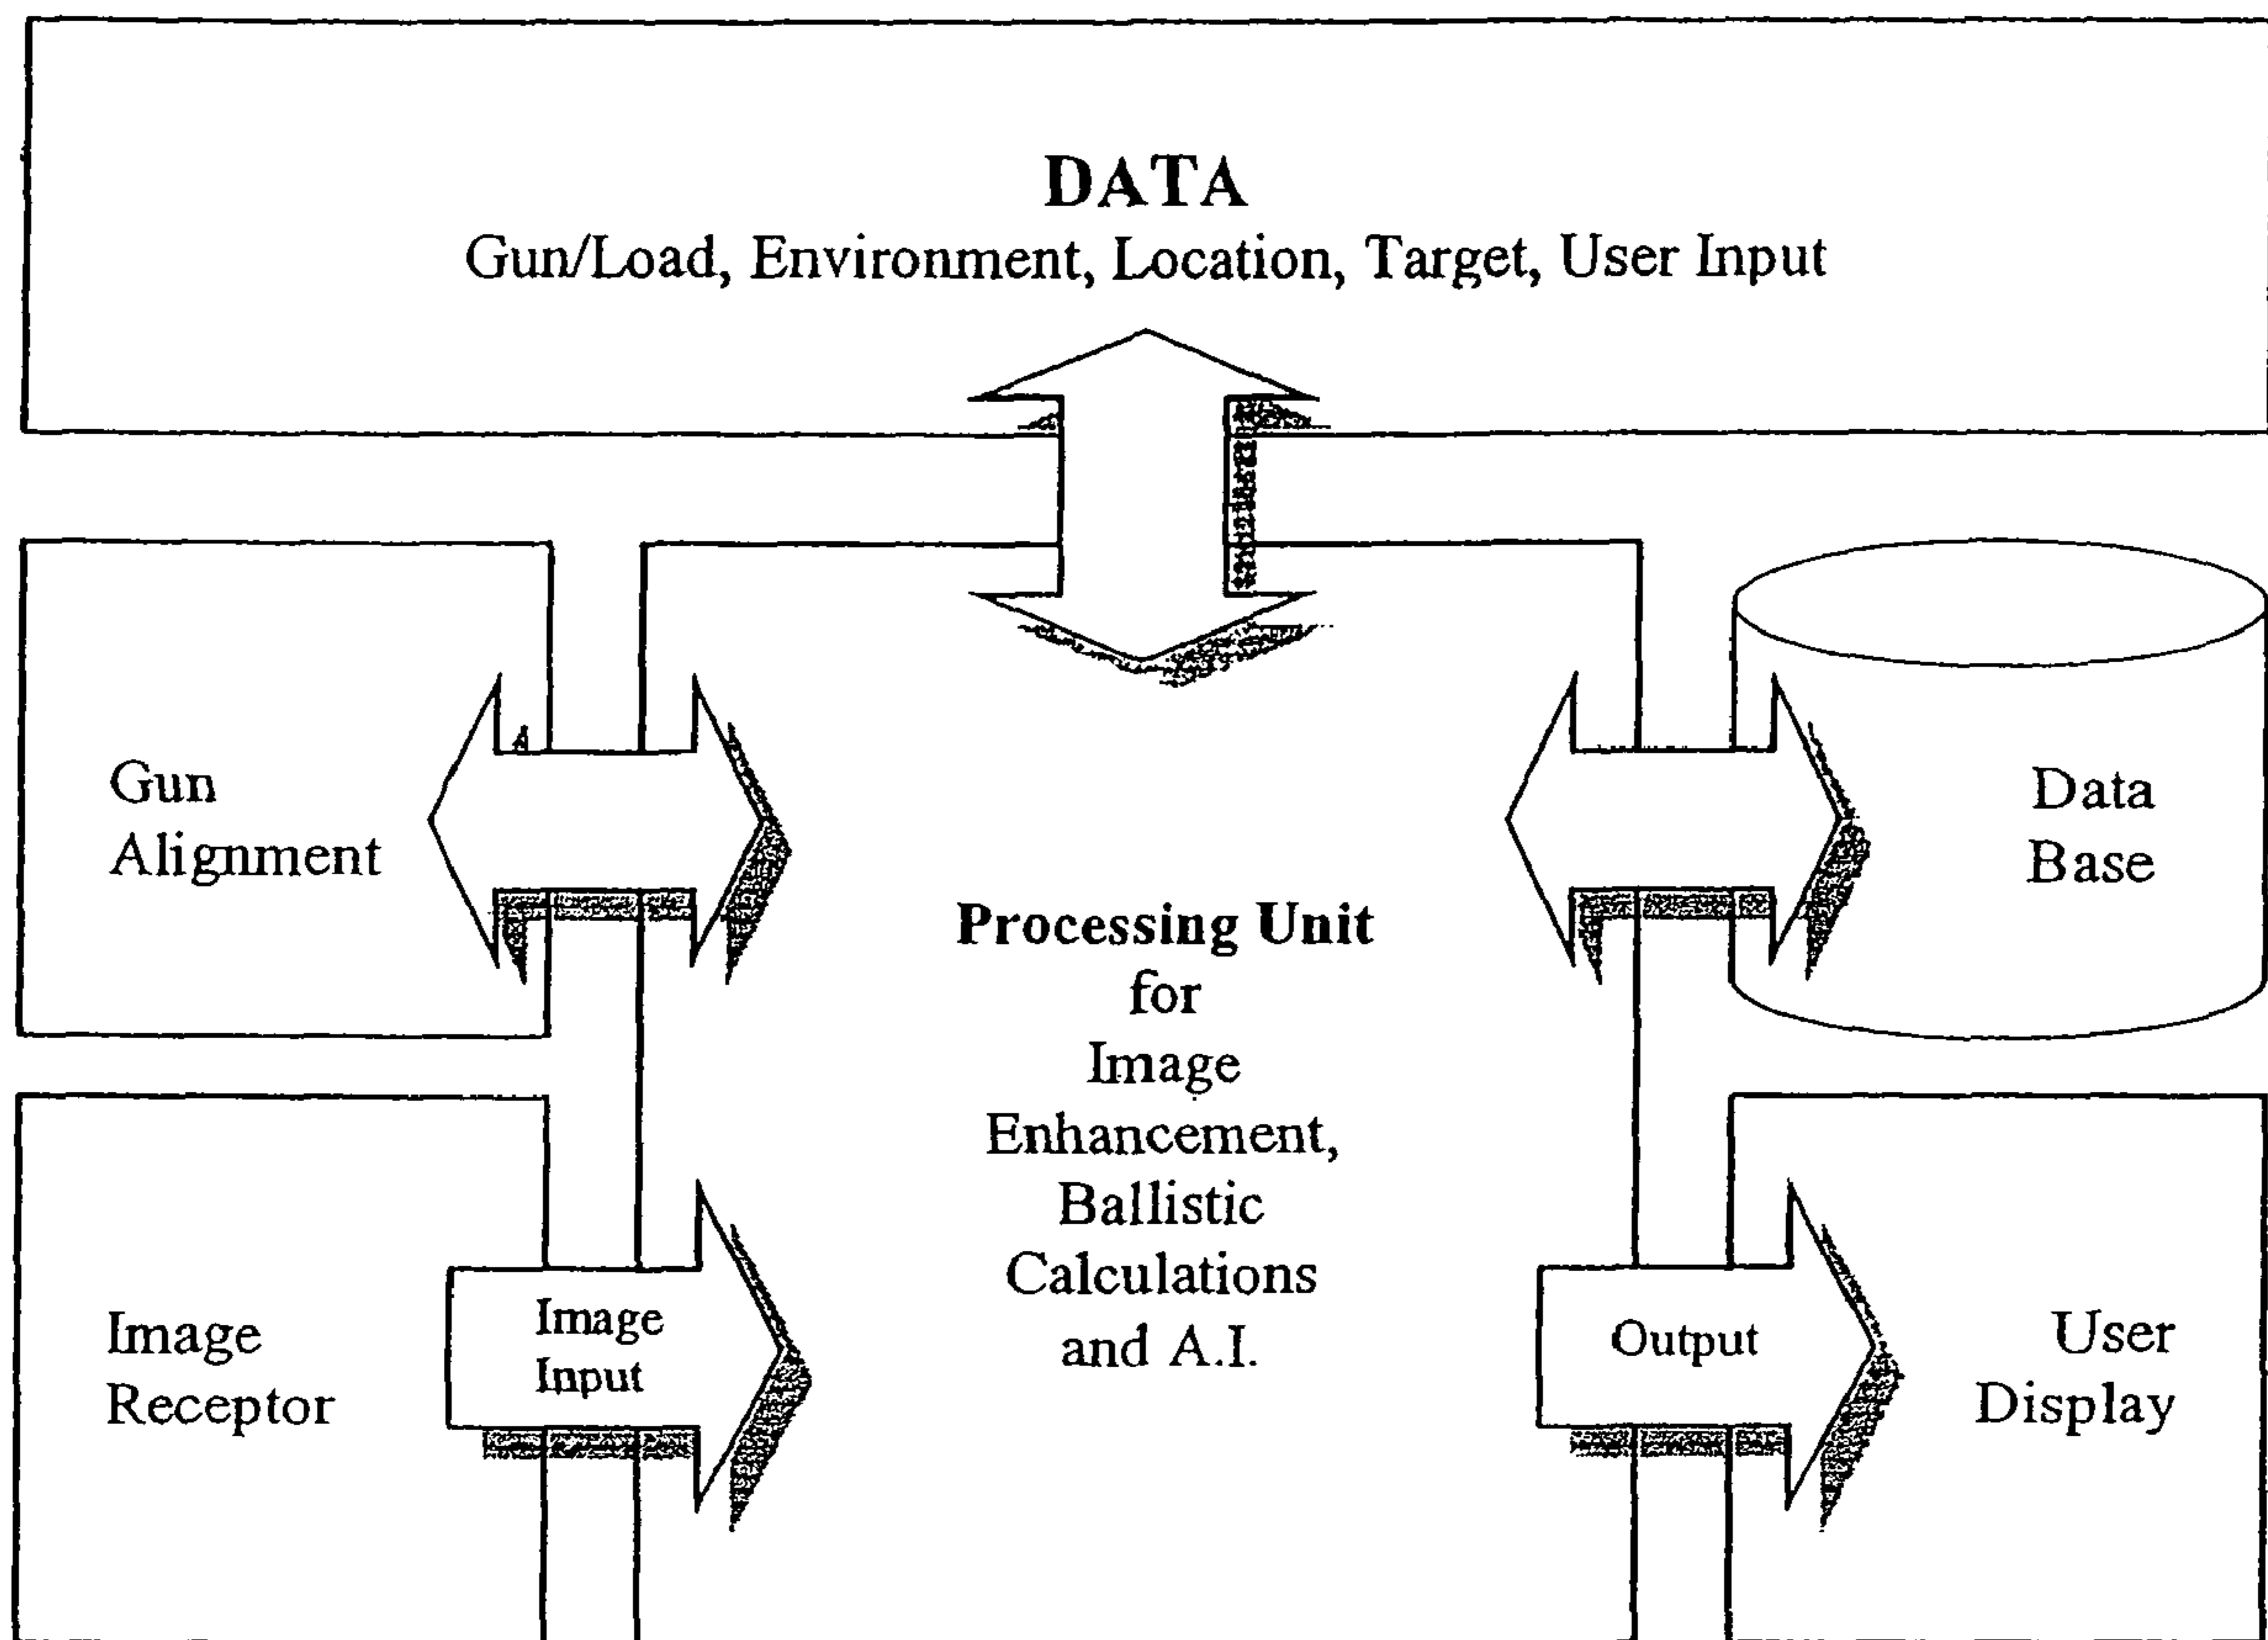 DATA
Gun/Load, Environment, Location, Target, User Input
Gun
Alignment
Data
Base
Processing Unit
for
Image
Enhancement,
Ballistic
Calculations
and A.I.
Image
Receptor
Image
Input
Output
User
Display